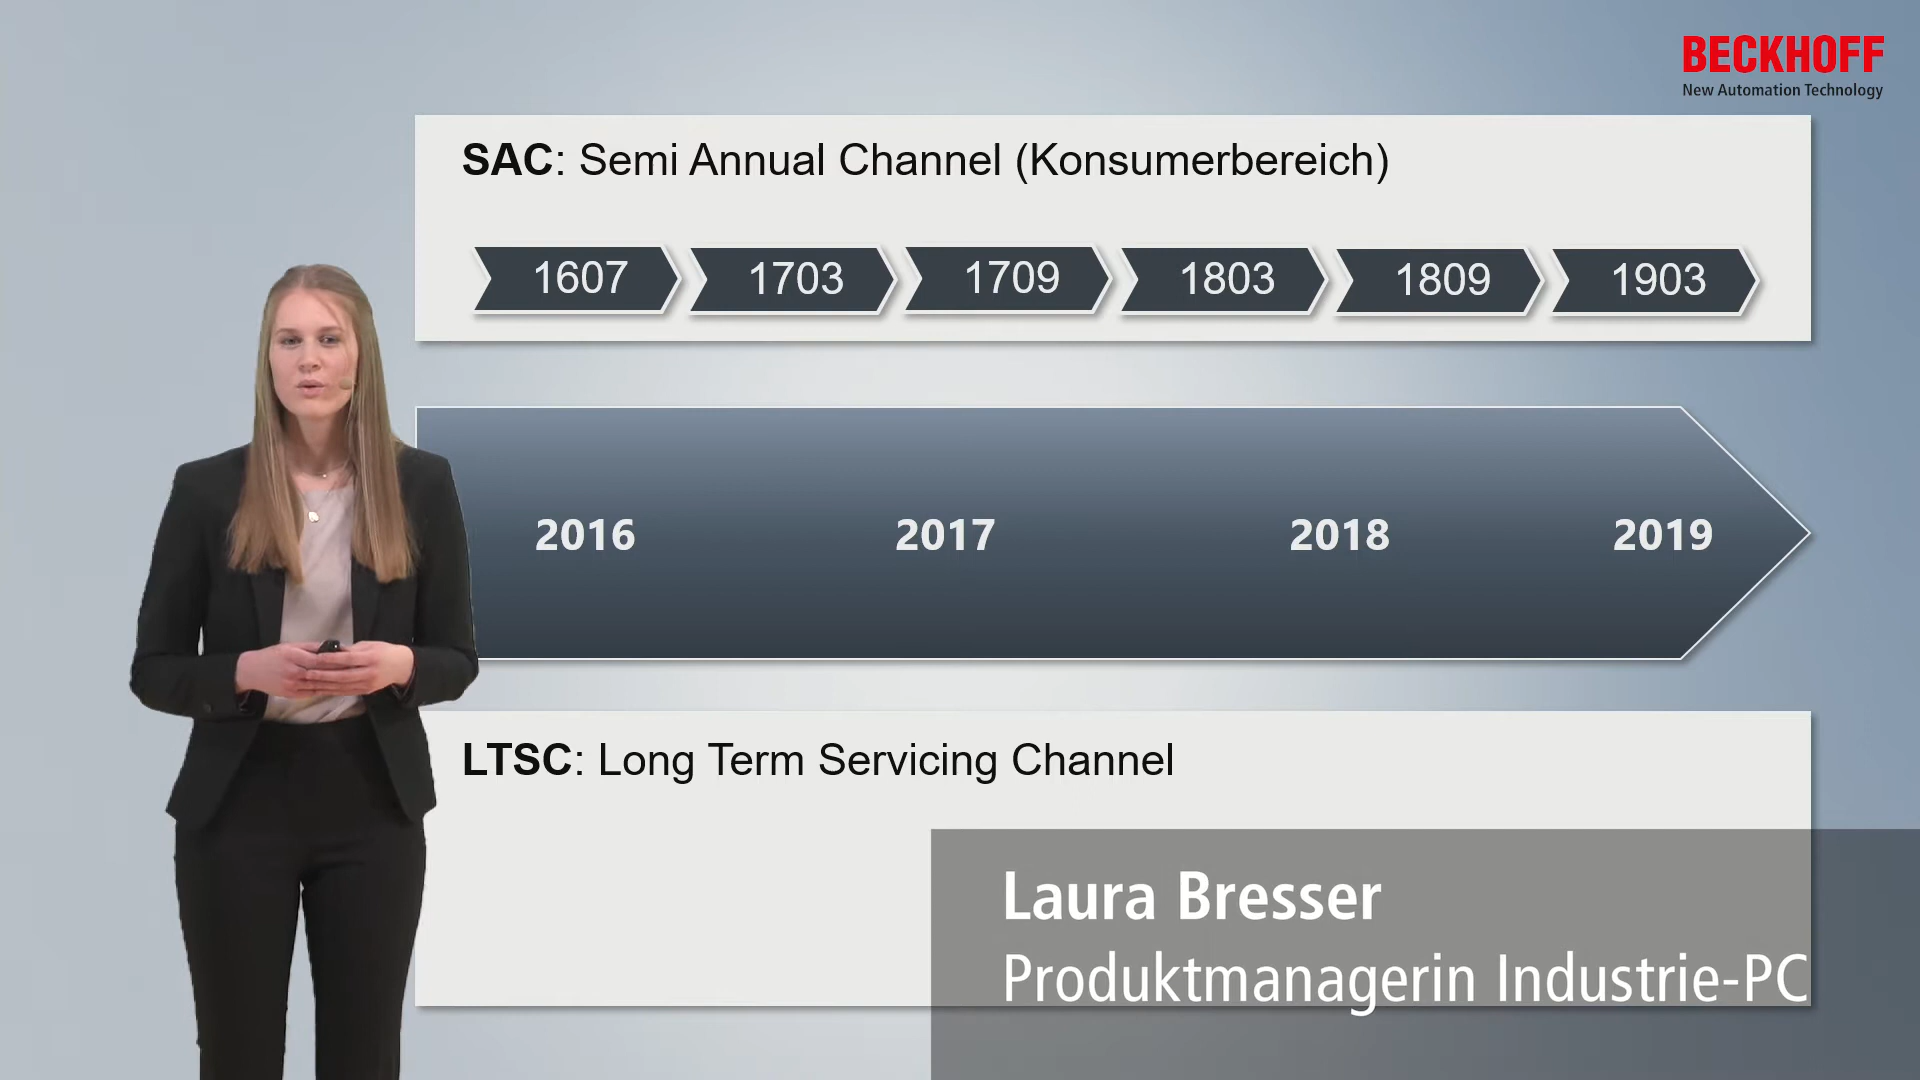 BECKHOFF
New Automation Technology
SAC: Semi Annual Channel (Konsumerbereich)
1607 1703 1709 1803 1809 1903
2016 2017 2018 2019
LTSC: Long Term Servicing Channel
Laura Bresser
Produktmanagerin Industrie-PC